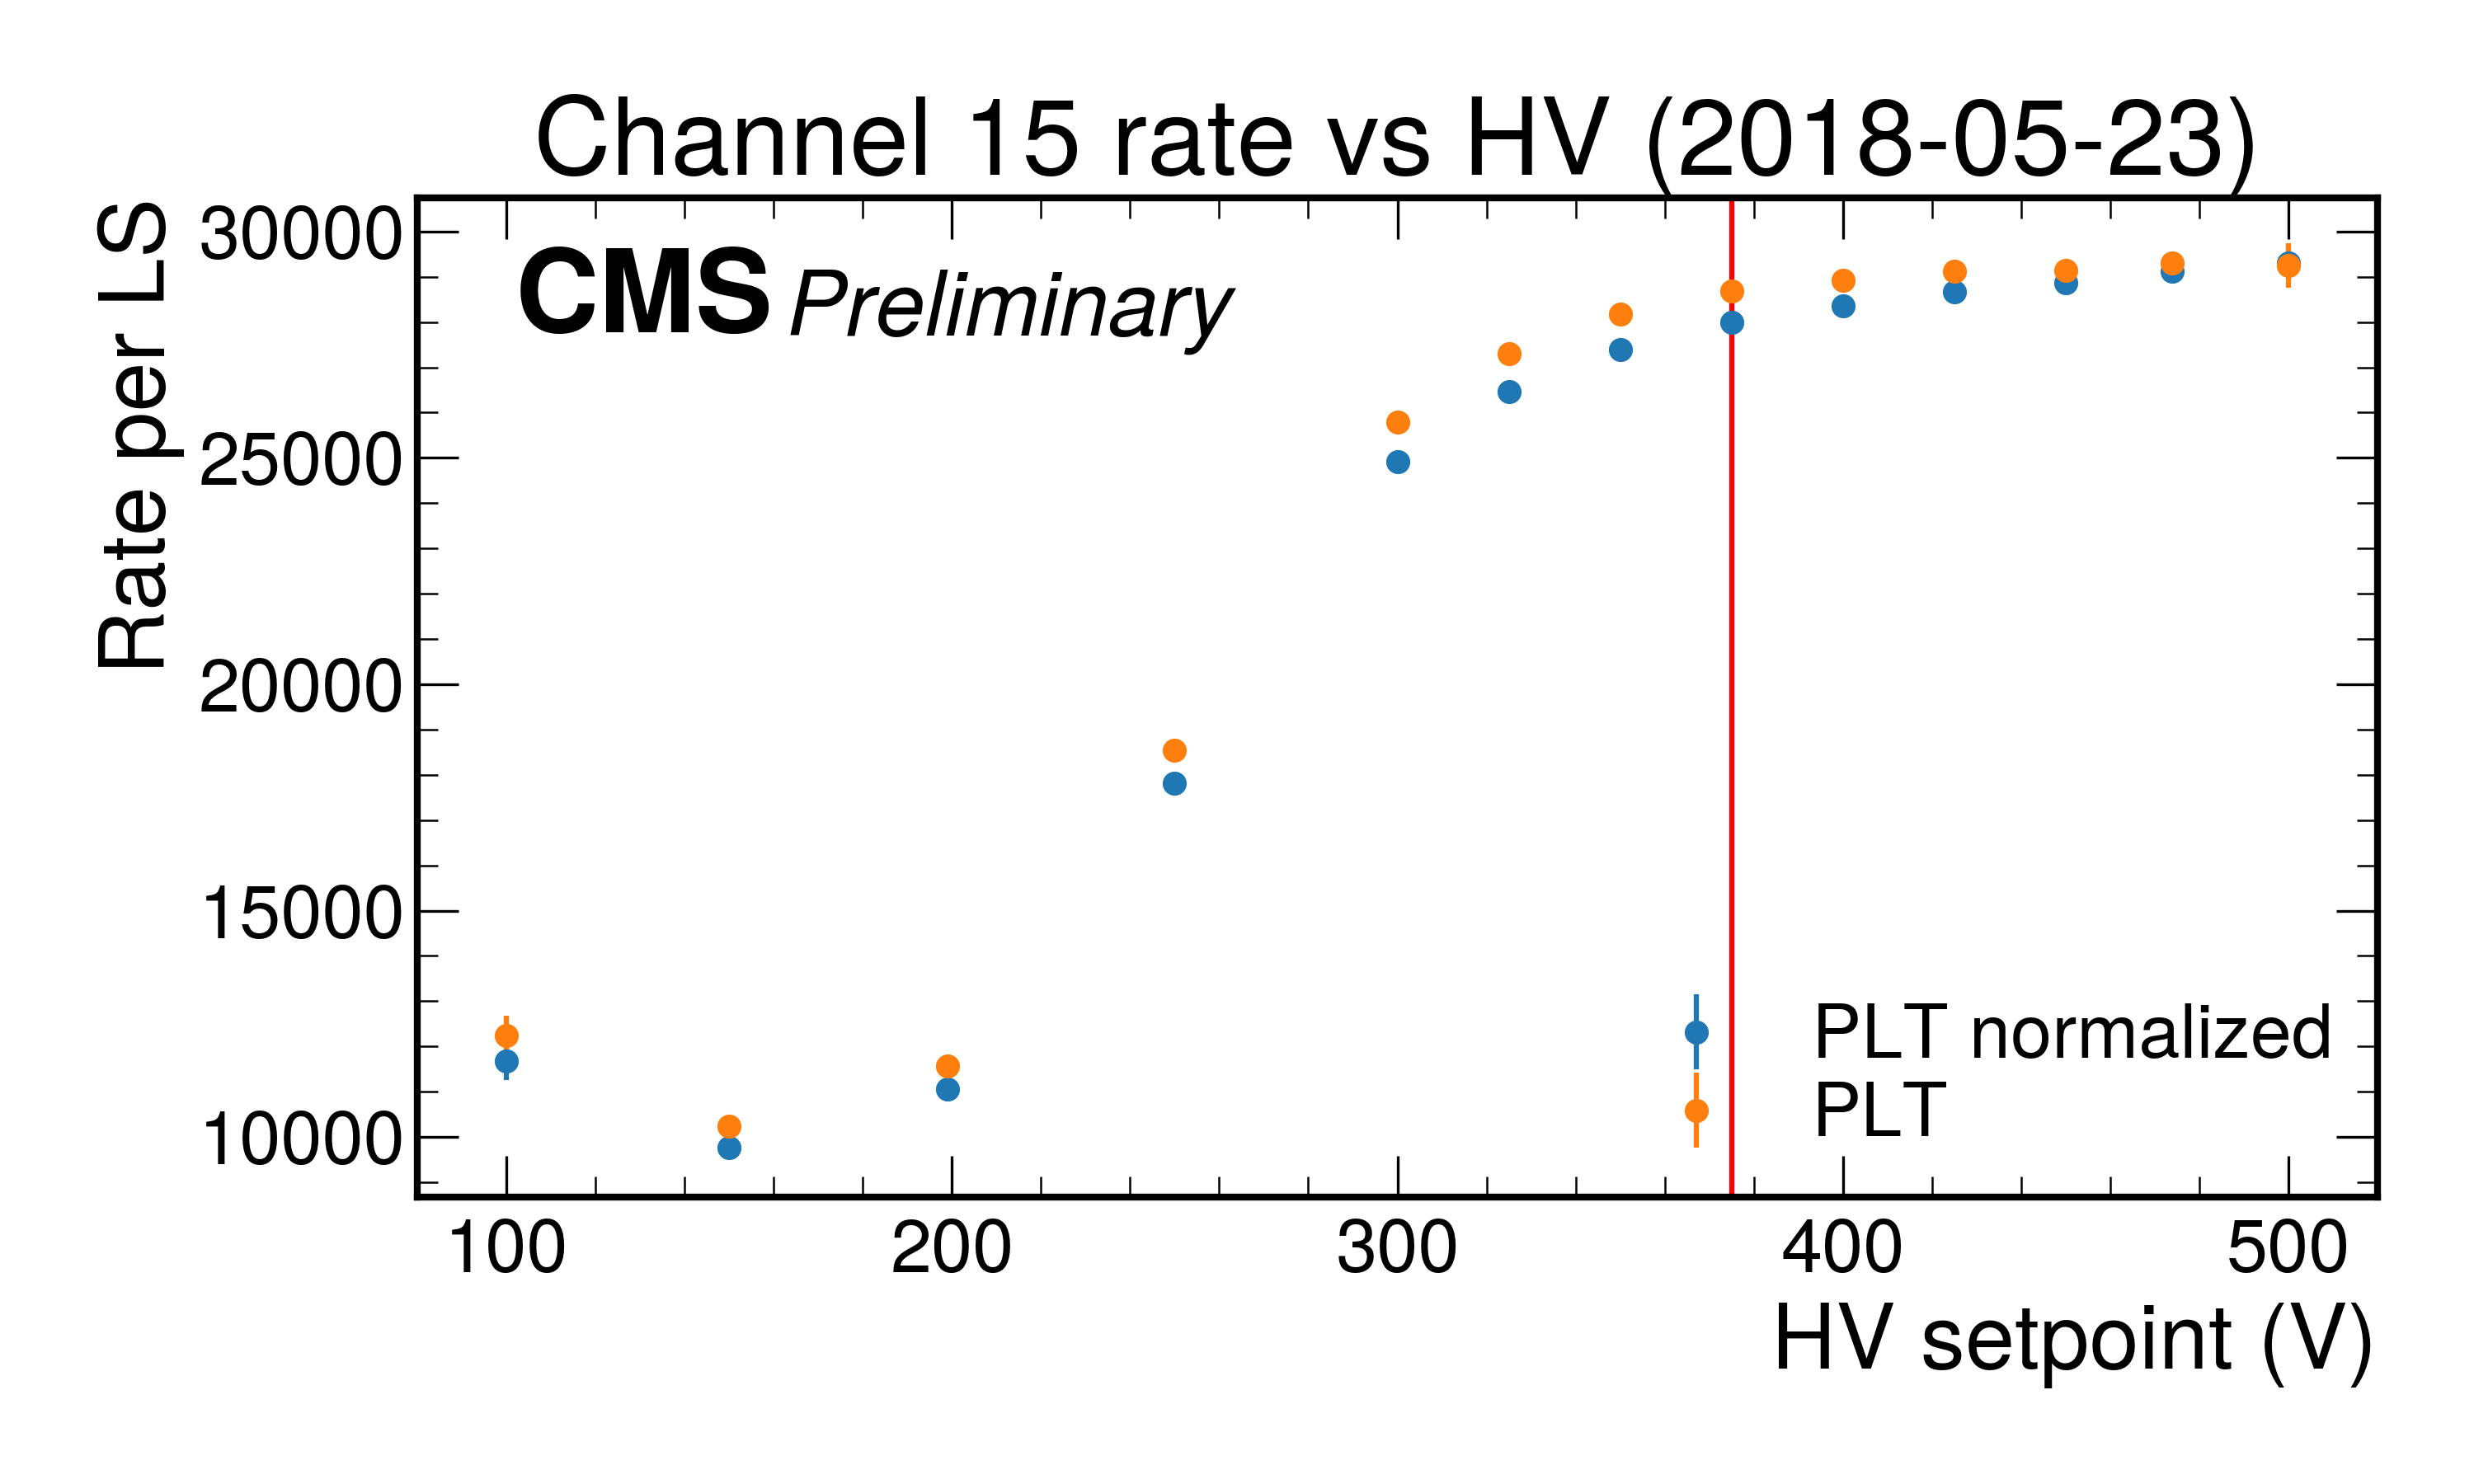 Channel 15 rate vs HV (2018-05-23)
CMS Preliminary
Rate per LS
30000
25000
20000
15000
10000
PLT normalized
PLT
100 200 300 400 500
HV setpoint (V)